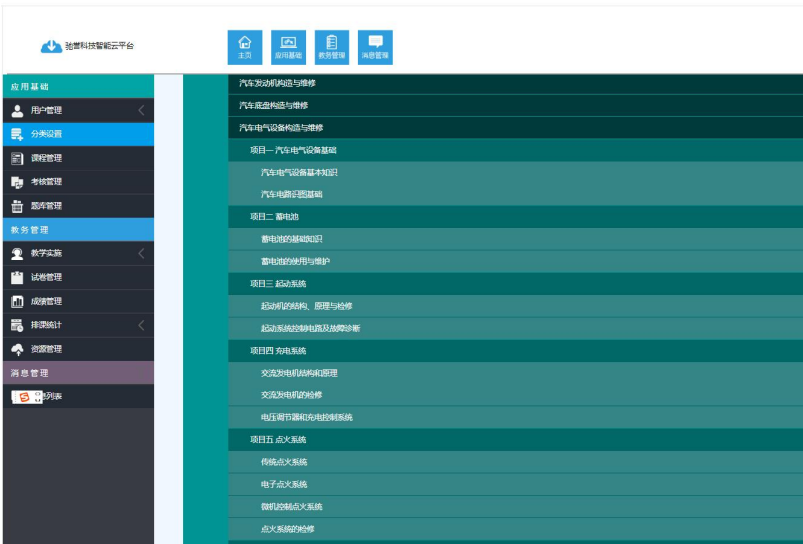 驰誉科技智能云平台
主页 应用基础 教务管理 消息管理
应用基础
用户管理
分类设置
课程管理
考核管理
题库管理
教务管理
教学实施
试卷管理
成绩管理
排课统计
资源管理
消息管理
列表
汽车发动机构造与维修
汽车底盘构造与维修
汽车电气设备构造与维修
项目一 汽车电气设备基础
汽车电气设备基本知识
汽车电路识图基础
项目二 蓄电池
蓄电池的基础知识
蓄电池的使用与维护
项目三 起动系统
起动机的结构、原理与检修
起动系统控制电路及故障诊断
项目四 充电系统
交流发电机结构和原理
交流发电机的检修
电压调节器和充电控制系统
项目五 点火系统
传统点火系统
电子点火系统
微机控制点火系统
点火系统的检修